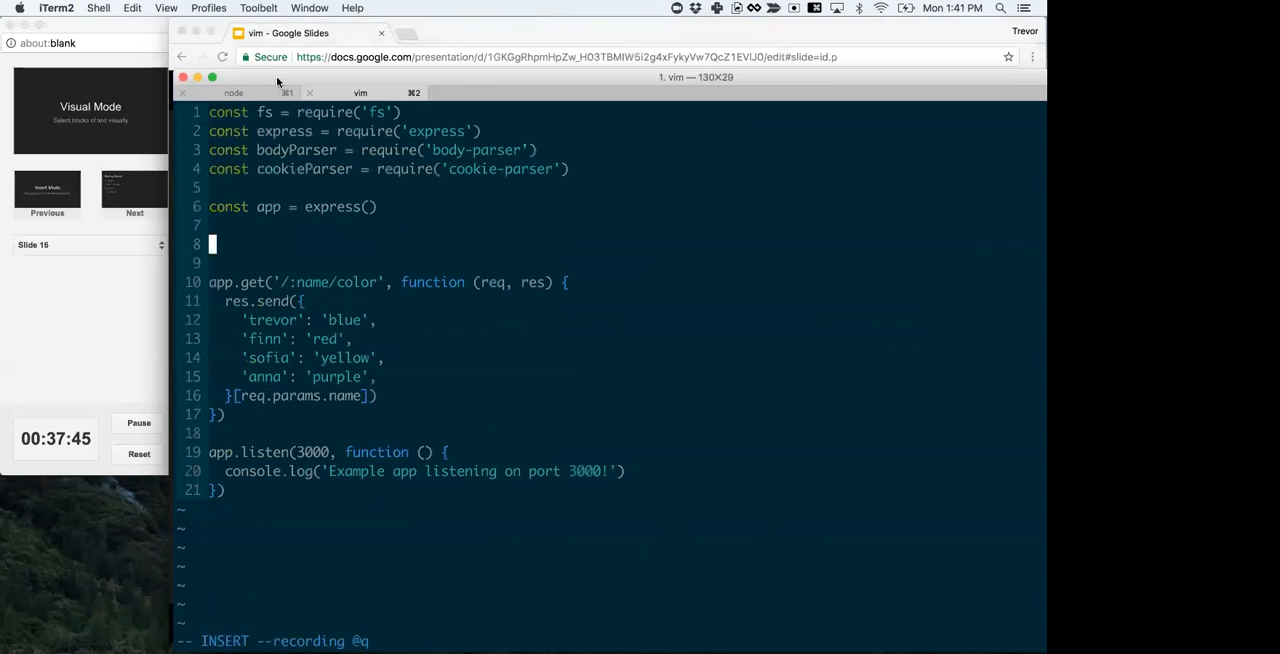 iTerm2 Shell Edit View Profiles Toolbelt Window Help Mon 1:41 PM
vim - Google Slides × Trevor
about:blank
Secure https://docs.google.com/presentation/d/1GKGgRhpmHpZw_H03TBMIW5i2g4xFykyVw7QcZ1EVIJ0/edit#slide=id.p
1. vim — 130×29
node ⌘1 vim ⌘2
Visual Mode
Select blocks of text visually
Insert Mode
Previous Next
Slide 16
00:37:45
Pause
Reset
1 const fs = require('fs')
2 const express = require('express')
3 const bodyParser = require('body-parser')
4 const cookieParser = require('cookie-parser')
5
6 const app = express()
7
8
9
10 app.get('/:name/color', function (req, res) {
11   res.send({
12     'trevor': 'blue',
13     'finn': 'red',
14     'sofia': 'yellow',
15     'anna': 'purple',
16   }[req.params.name])
17 })
18
19 app.listen(3000, function () {
20   console.log('Example app listening on port 3000!')
21 })
~
~
~
~
~
~
~
-- INSERT --recording @q